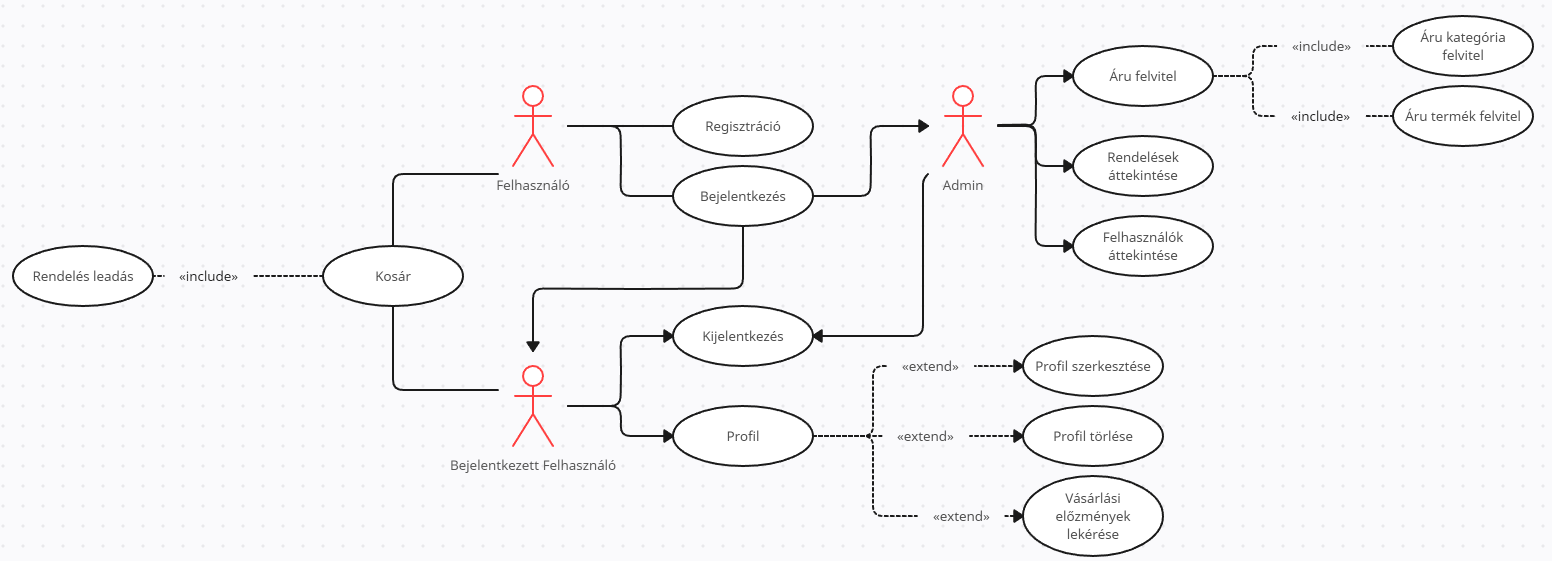 Áru kategória
felvitel
«include»
Áru felvitel
«include»
Áru termék felvitel
Regisztráció
Felhasználó
Bejelentkezés
Admin
Rendelések
áttekintése
Felhasználók
áttekintése
Rendelés leadás
«include»
Kosár
Kijelentkezés
«extend»
Profil szerkesztése
Profil
«extend»
Profil törlése
Bejelentkezett Felhasználó
«extend»
Vásárlási
előzmények
lekérése